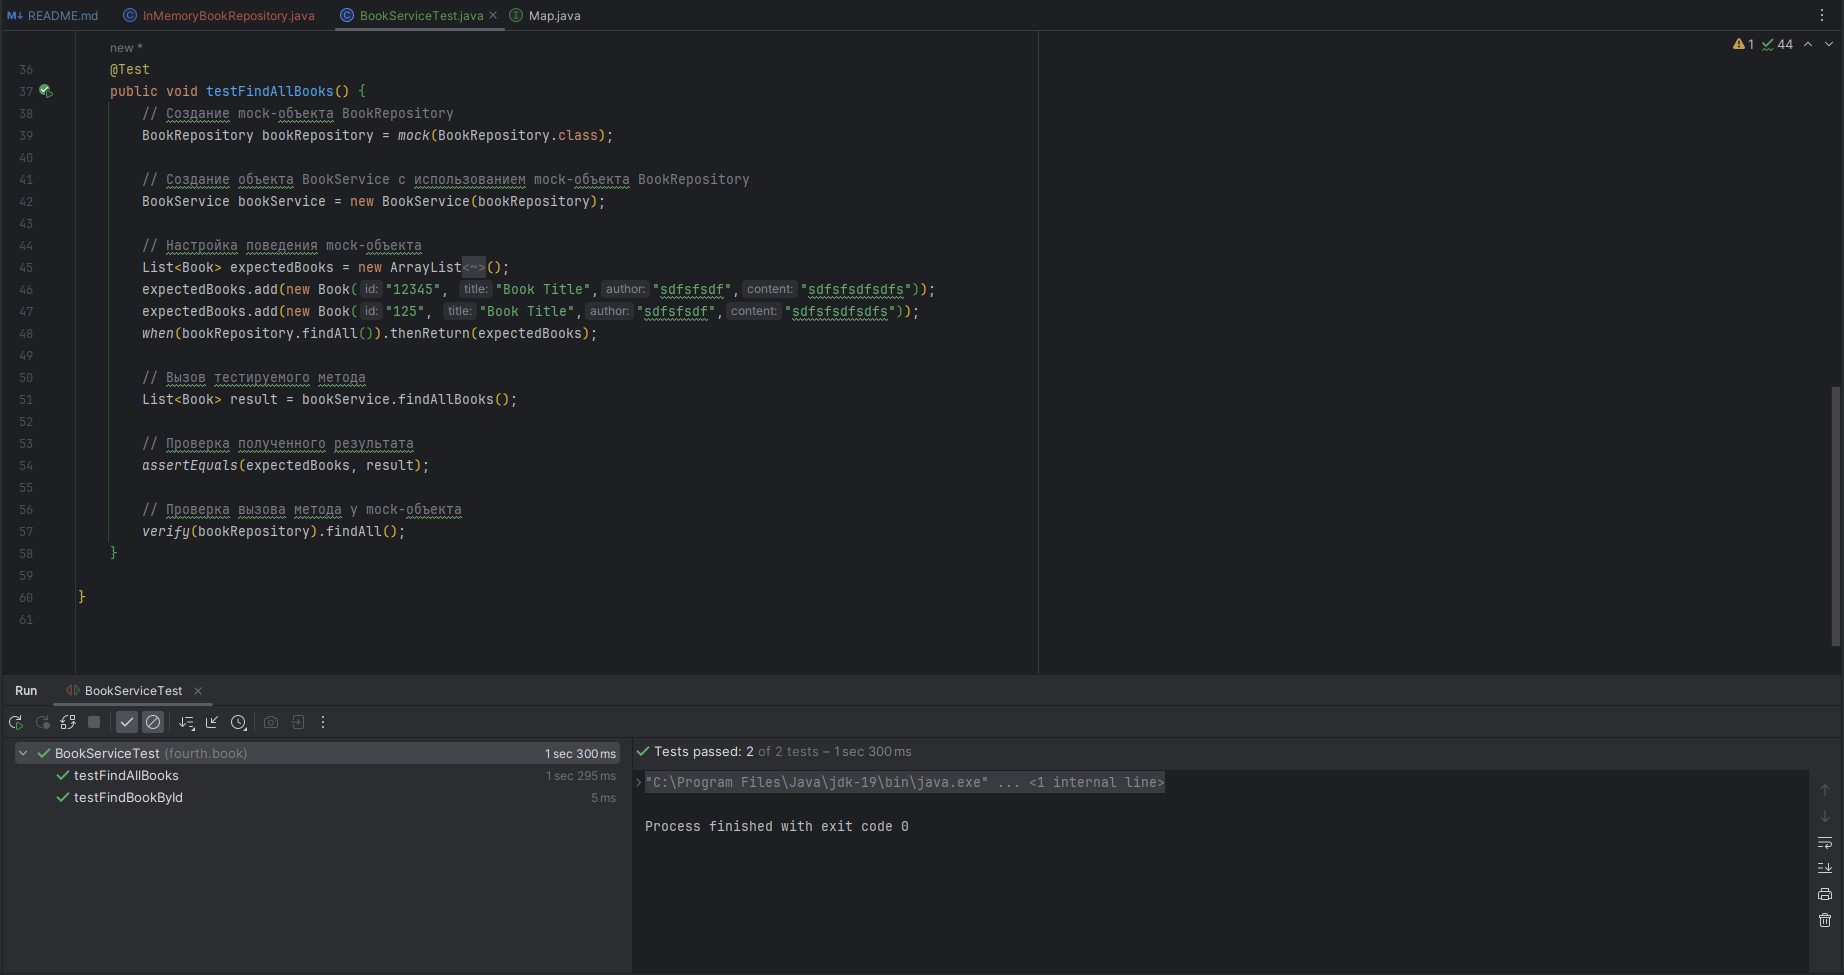 README.md InMemoryBookRepository.java BookServiceTest.java Map.java
new *
1 44
36 @Test
37 public void testFindAllBooks() {
38 // Создание mock-объекта BookRepository
39 BookRepository bookRepository = mock(BookRepository.class);
40
41 // Создание объекта BookService с использованием mock-объекта BookRepository
42 BookService bookService = new BookService(bookRepository);
43
44 // Настройка поведения mock-объекта
45 List<Book> expectedBooks = new ArrayList<~>();
46 expectedBooks.add(new Book( id: "12345", title: "Book Title", author: "sdfsfsdf", content: "sdfsfsdfsdfs"));
47 expectedBooks.add(new Book( id: "125", title: "Book Title", author: "sdfsfsdf", content: "sdfsfsdfsdfs"));
48 when(bookRepository.findAll()).thenReturn(expectedBooks);
49
50 // Вызов тестируемого метода
51 List<Book> result = bookService.findAllBooks();
52
53 // Проверка полученного результата
54 assertEquals(expectedBooks, result);
55
56 // Проверка вызова метода у mock-объекта
57 verify(bookRepository).findAll();
58 }
59
60 }
61
Run BookServiceTest
BookServiceTest (fourth.book) 1 sec 300 ms
testFindAllBooks 1 sec 295 ms
testFindBookById 5 ms
Tests passed: 2 of 2 tests – 1 sec 300 ms
"C:\Program Files\Java\jdk-19\bin\java.exe" ... <1 internal line>
Process finished with exit code 0